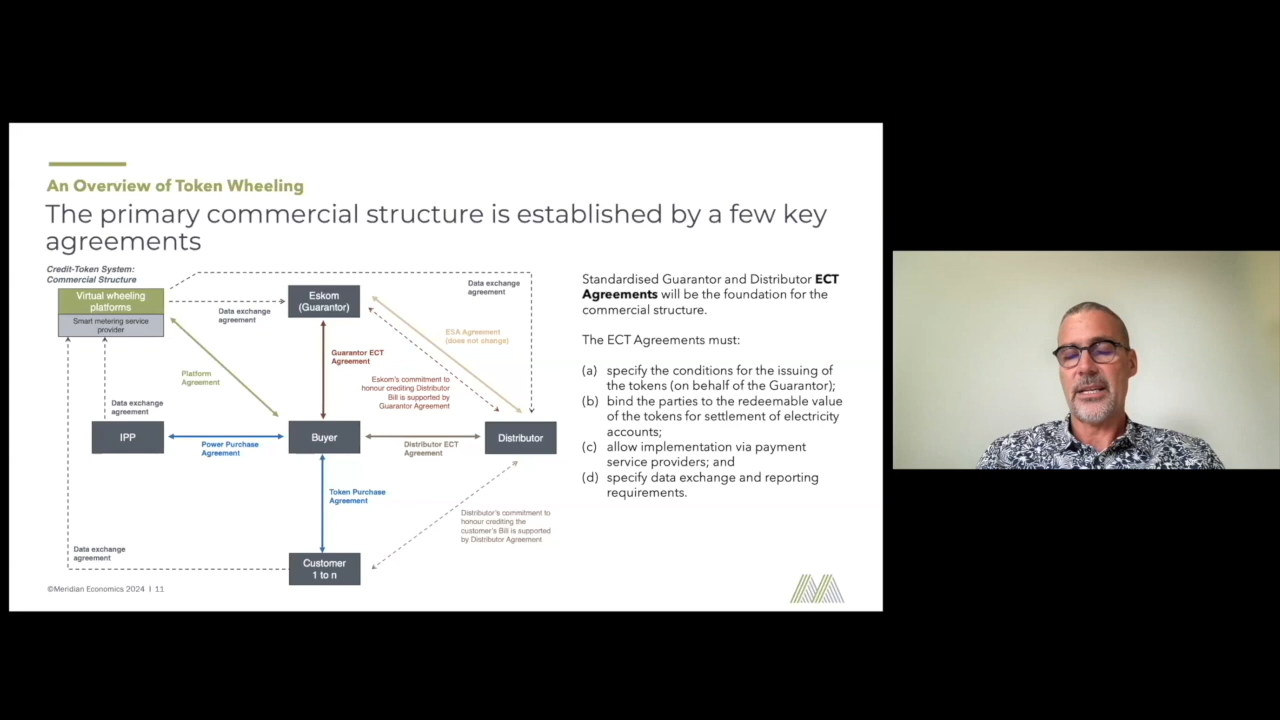 An Overview of Token Wheeling
The primary commercial structure is established by a few key
agreements
Credit-Token System:
Commercial Structure
Virtual wheeling
platforms
Smart metering service
provider
Data exchange
agreement
Eskom
(Guarantor)
Data exchange
agreement
ESA Agreement
(does not change)
Guarantor ECT
Agreement
Platform
Agreement
Eskom's commitment to
honour crediting Distributor
Bill is supported by
Guarantor Agreement
Data exchange
agreement
IPP
Power Purchase
Agreement
Buyer
Distributor ECT
Agreement
Distributor
Token Purchase
Agreement
Distributor's commitment to
honour crediting the
customer's Bill is supported
by Distributor Agreement
Data exchange
agreement
Customer
1 to n
Standardised Guarantor and Distributor ECT
Agreements will be the foundation for the
commercial structure.
The ECT Agreements must:
(a) specify the conditions for the issuing of
the tokens (on behalf of the Guarantor);
(b) bind the parties to the redeemable value
of the tokens for settlement of electricity
accounts;
(c) allow implementation via payment
service providers; and
(d) specify data exchange and reporting
requirements.
©Meridian Economics 2024 | 11